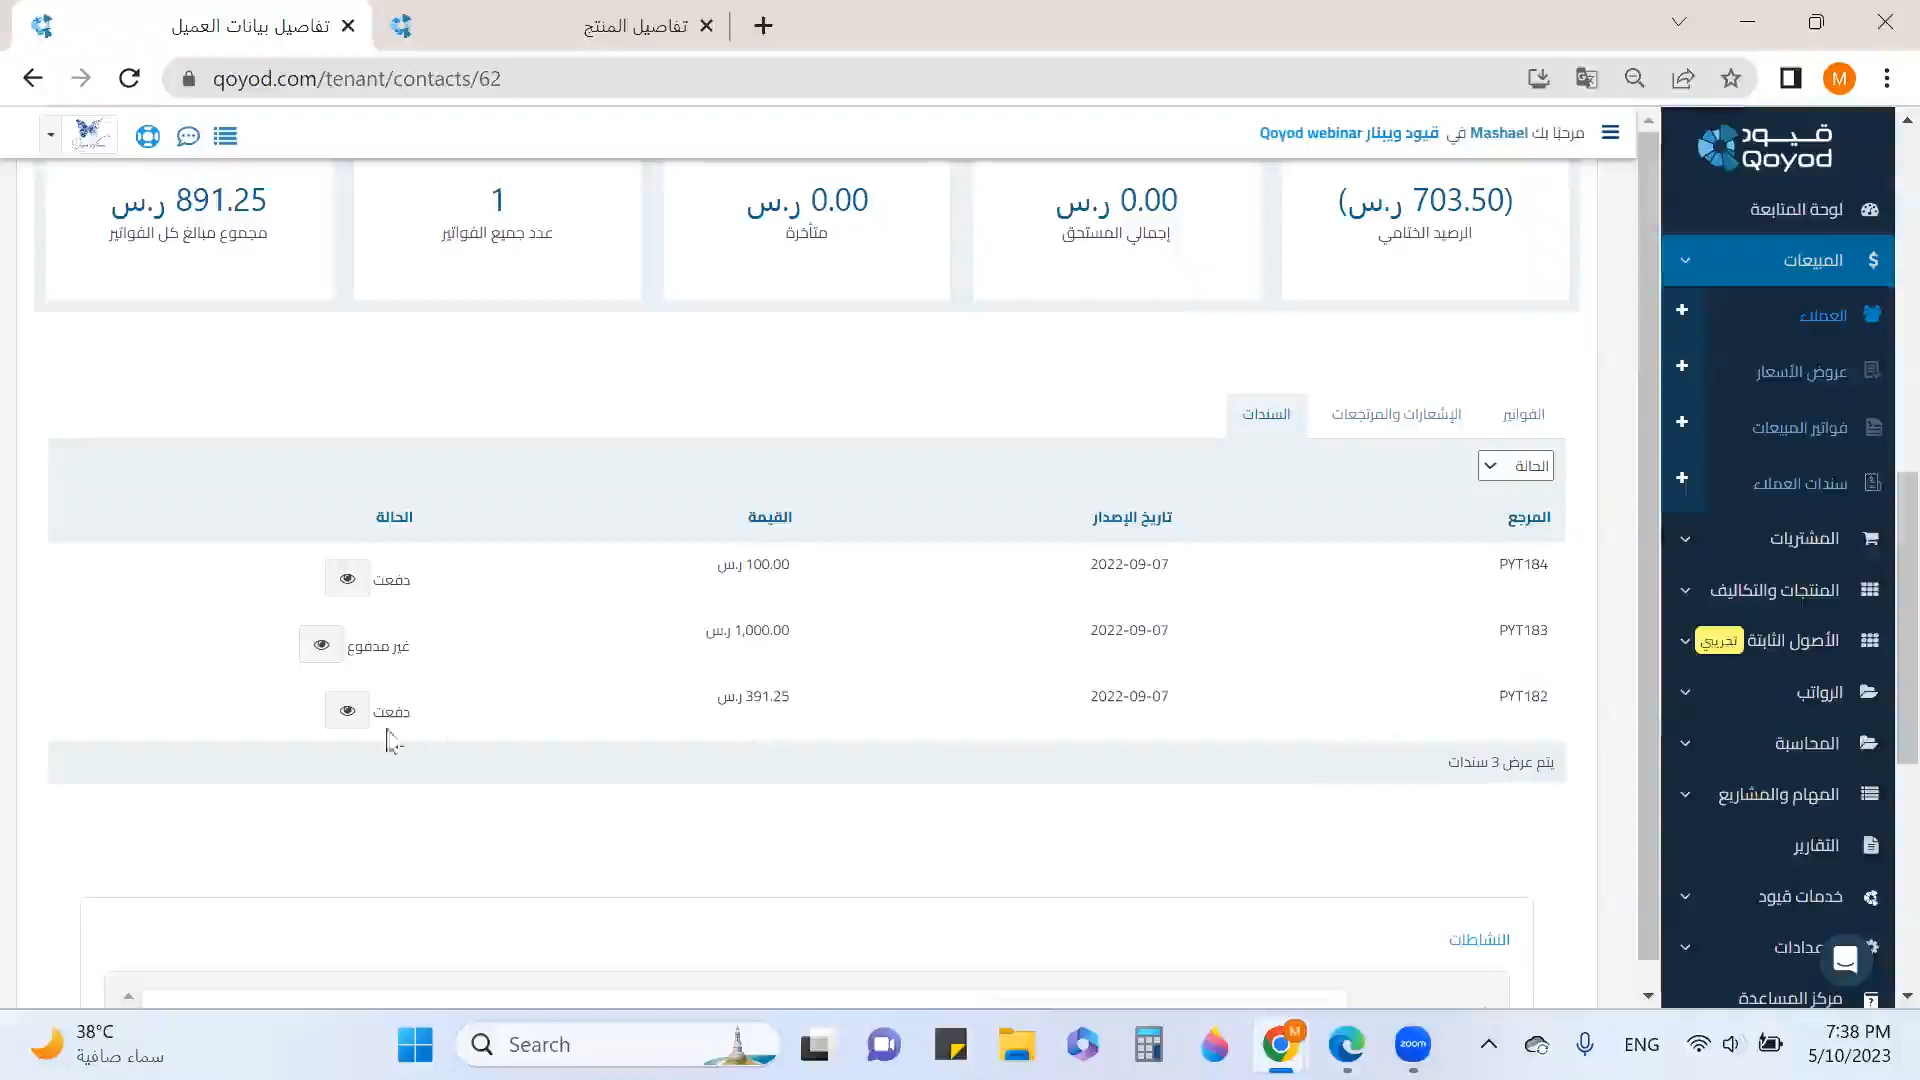 تفاصيل بيانات العميل
تفاصيل المنتج
qoyod.com/tenant/contacts/62
M
مرحبًا بك Mashael في قيود ويبينار Qoyod webinar
قيود
Qoyod
(703.50 ر.س)
الرصيد الختامي
0.00 ر.س
إجمالي المستحق
0.00 ر.س
متأخرة
1
عدد جميع الفواتير
891.25 ر.س
مجموع مبالغ كل الفواتير
الفواتير
الإشعارات والمرتجعات
السندات
الحالة
المرجع تاريخ الإصدار القيمة الحالة
PYT184 2022-09-07 100.00 ر.س دفعت
PYT183 2022-09-07 1,000.00 ر.س غير مدفوع
PYT182 2022-09-07 391.25 ر.س دفعت
يتم عرض 3 سندات
النشاطات
لوحة المتابعة
المبيعات
العملاء
عروض الأسعار
فواتير المبيعات
سندات العملاء
المشتريات
المنتجات والتكاليف
الأصول الثابتة تجريبي
الرواتب
المحاسبة
المهام والمشاريع
التقارير
خدمات قيود
مركز المساعدة
38°C
سماء صافية
Search
M
zoom
ENG
7:38 PM
5/10/2023